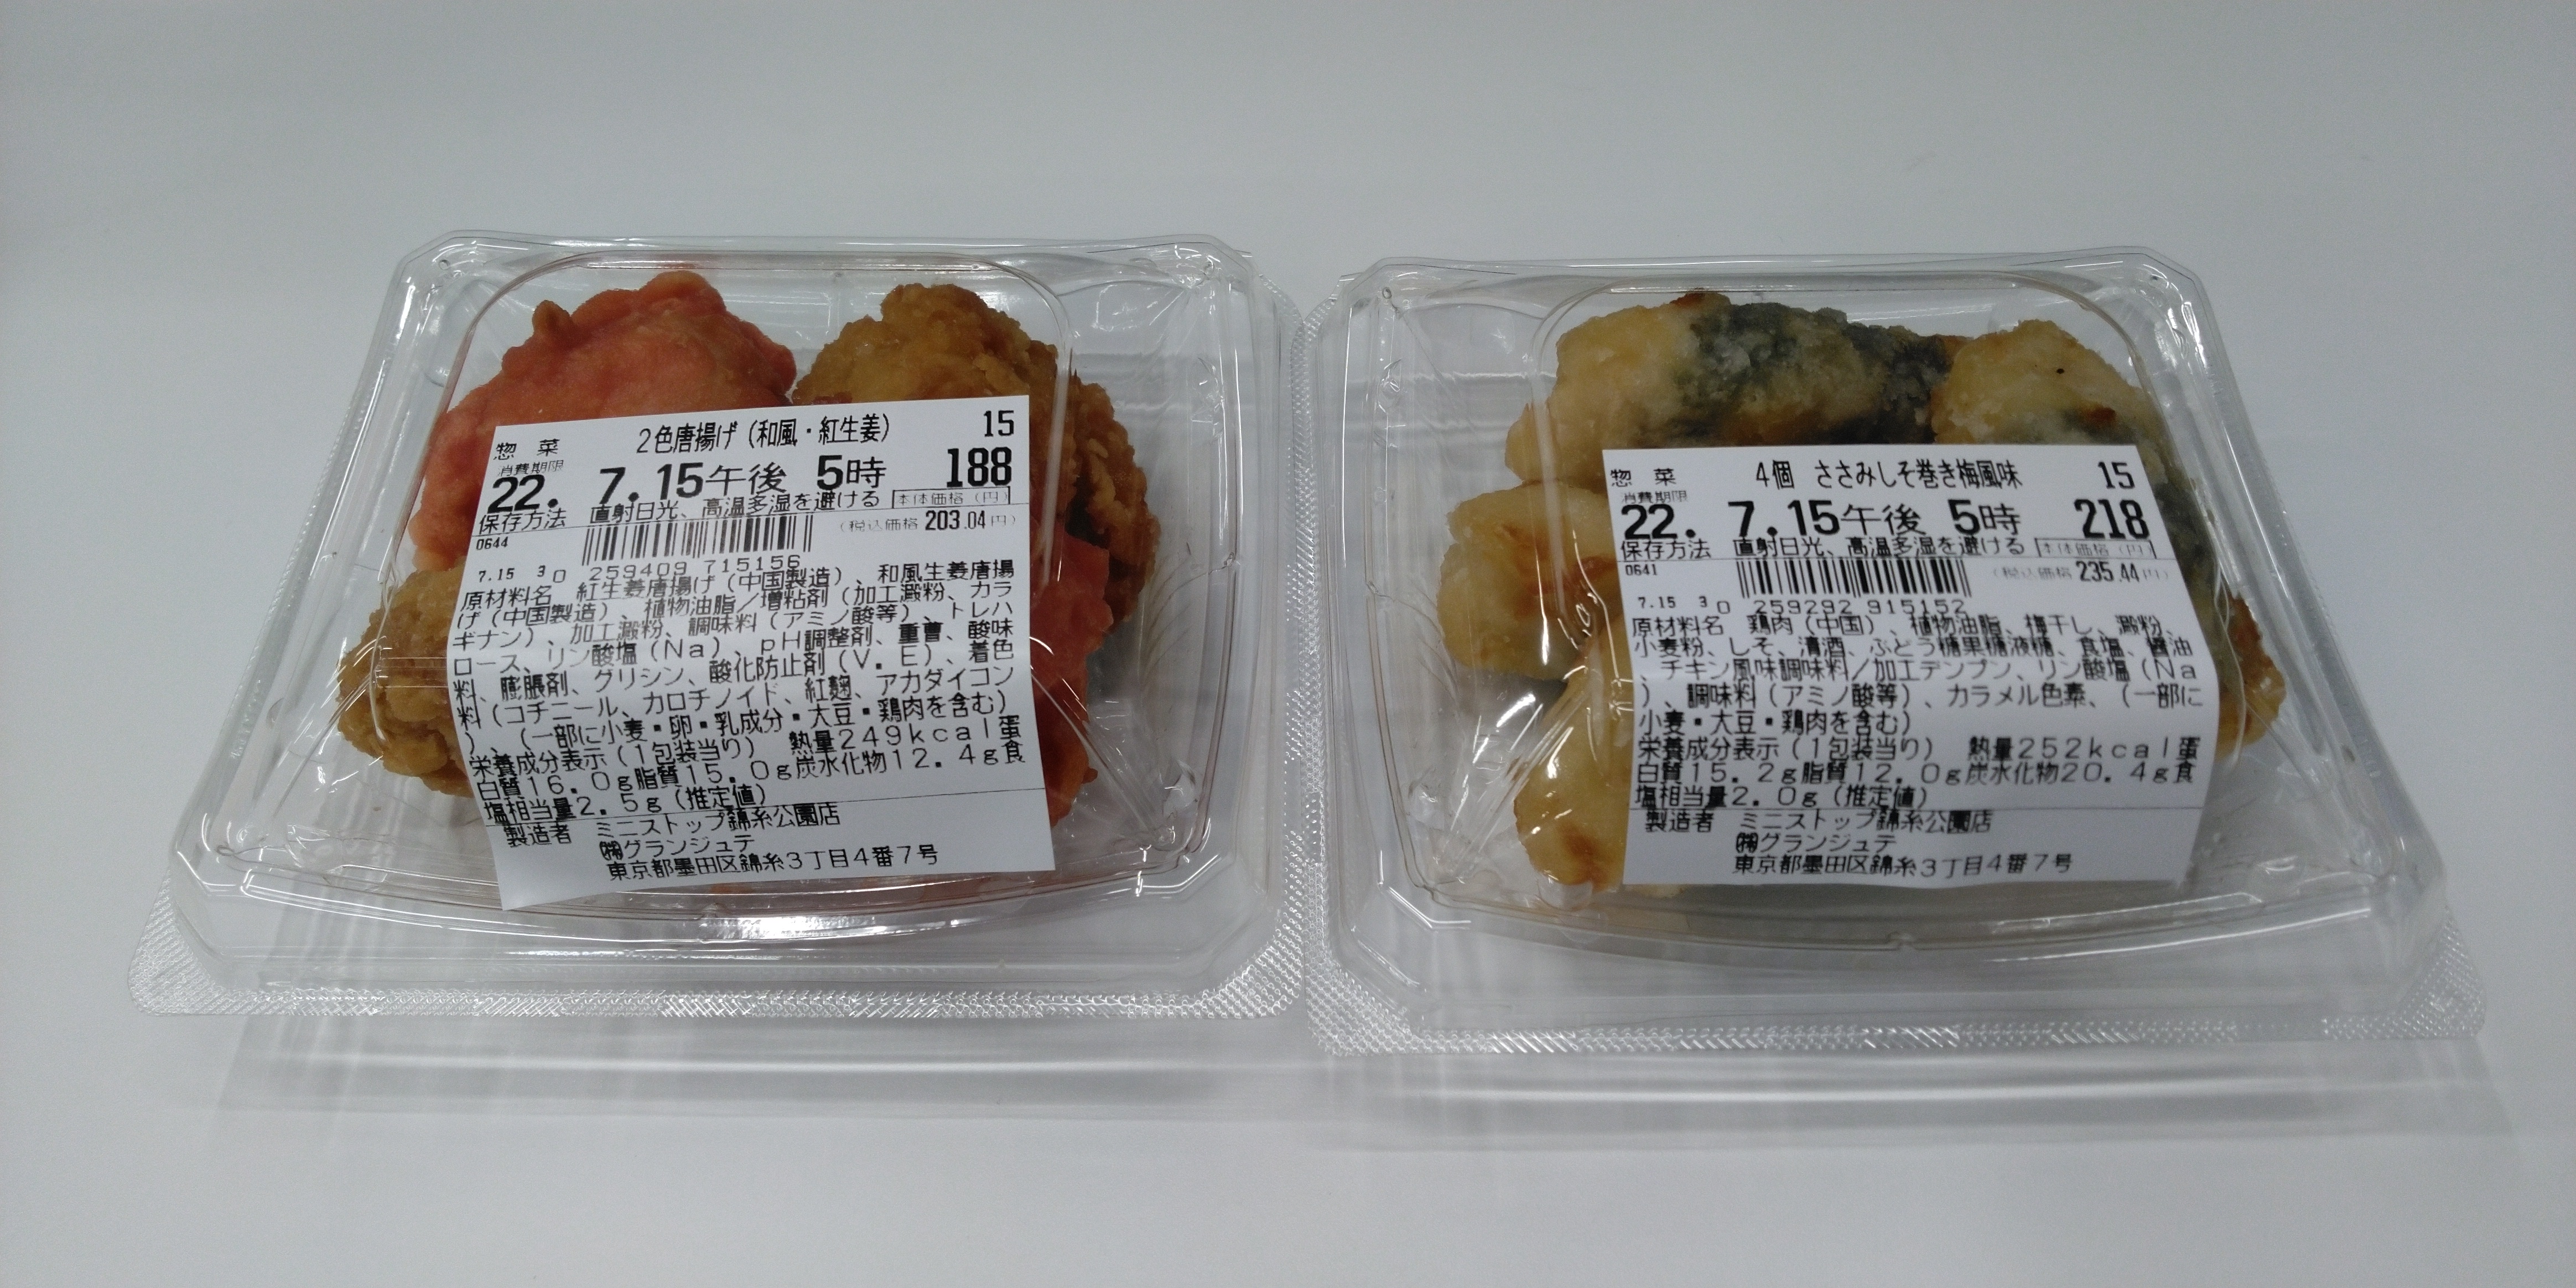 惣菜 2色唐揚げ(和風・紅生姜) 15
消費期限
22. 7.15午後 5時 188
保存方法 直射日光、高温多湿を避ける 本体価格(円)
0644 (税込価格 203.04円)
7.15 3 0 259409 715156
原材料名 紅生姜唐揚げ(中国製造)、和風生姜唐揚
げ(中国製造)、植物油脂/増粘剤(加工澱粉、カラ
ギナン)、加工澱粉、調味料(アミノ酸等)、トレハ
ロース、リン酸塩(Na)、pH調整剤、重曹、酸味
料、膨脹剤、グリシン、酸化防止剤(V.E)、着色
料(コチニール、カロチノイド、紅麹、アカダイコン
)、(一部に小麦・卵・乳成分・大豆・鶏肉を含む)
栄養成分表示(1包装当り) 熱量249kcal蛋
白質16.0g脂質15.0g炭水化物12.4g食
塩相当量2.5g(推定値)
製造者 ミニストップ錦糸公園店
㈱グランジュテ
東京都墨田区錦糸3丁目4番7号
惣菜 4個 ささみしそ巻き梅風味 15
消費期限
22. 7.15午後 5時 218
保存方法 直射日光、高温多湿を避ける 本体価格(円)
0641 (税込価格 235.44円)
7.15 3 0 259292 915152
原材料名 鶏肉(中国)、植物油脂、梅干し、澱粉、
小麦粉、しそ、清酒、ぶどう糖果糖液糖、食塩、醤油
、チキン風味調味料/加工デンプン、リン酸塩(Na
)、調味料(アミノ酸等)、カラメル色素、(一部に
小麦・大豆・鶏肉を含む)
栄養成分表示(1包装当り) 熱量252kcal蛋
白質15.2g脂質12.0g炭水化物20.4g食
塩相当量2.0g(推定値)
製造者 ミニストップ錦糸公園店
㈱グランジュテ
東京都墨田区錦糸3丁目4番7号